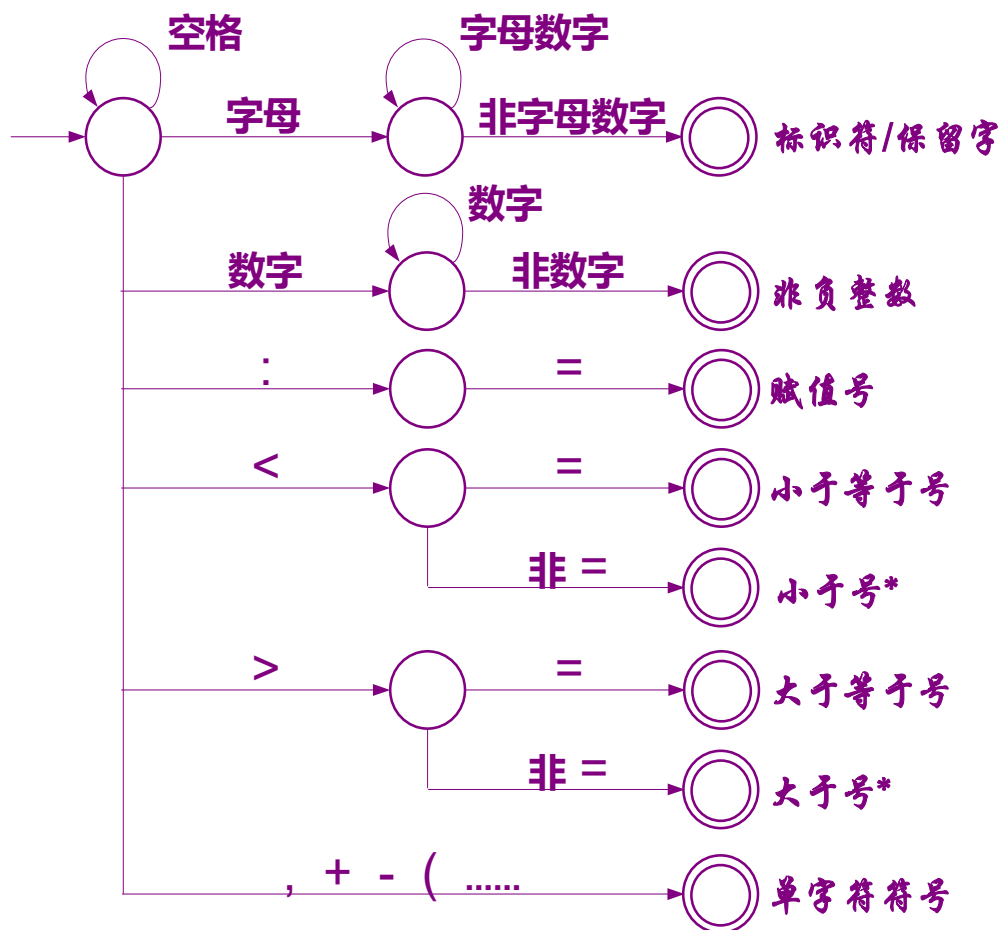 空格 字母数字
字母 非字母数字 标识符/保留字
数字
数字 非数字 非负整数
: = 赋值号
< = 小于等于号
非 = 小于号*
> = 大于等于号
非 = 大于号*
, + - ( ...... 单字符符号